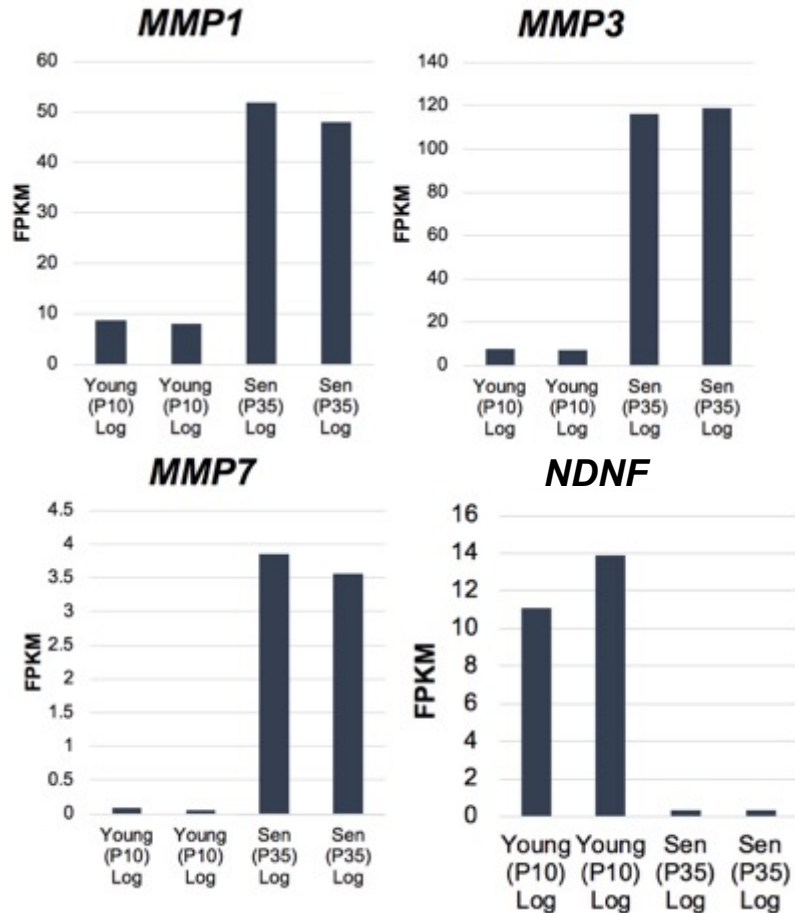 MMP1
60
50
40
30
20
10
0
FPKM
Young
(P10)
Log
Young
(P10)
Log
Sen
(P35)
Log
Sen
(P35)
Log
MMP3
140
120
100
80
60
40
20
0
FPKM
Young
(P10)
Log
Young
(P10)
Log
Sen
(P35)
Log
Sen
(P35)
Log
MMP7
4.5
4
3.5
3
2.5
2
1.5
1
0.5
0
FPKM
Young
(P10)
Log
Young
(P10)
Log
Sen
(P35)
Log
Sen
(P35)
Log
NDNF
16
14
12
10
8
6
4
2
0
FPKM
Young
(P10)
Log
Young
(P10)
Log
Sen
(P35)
Log
Sen
(P35)
Log